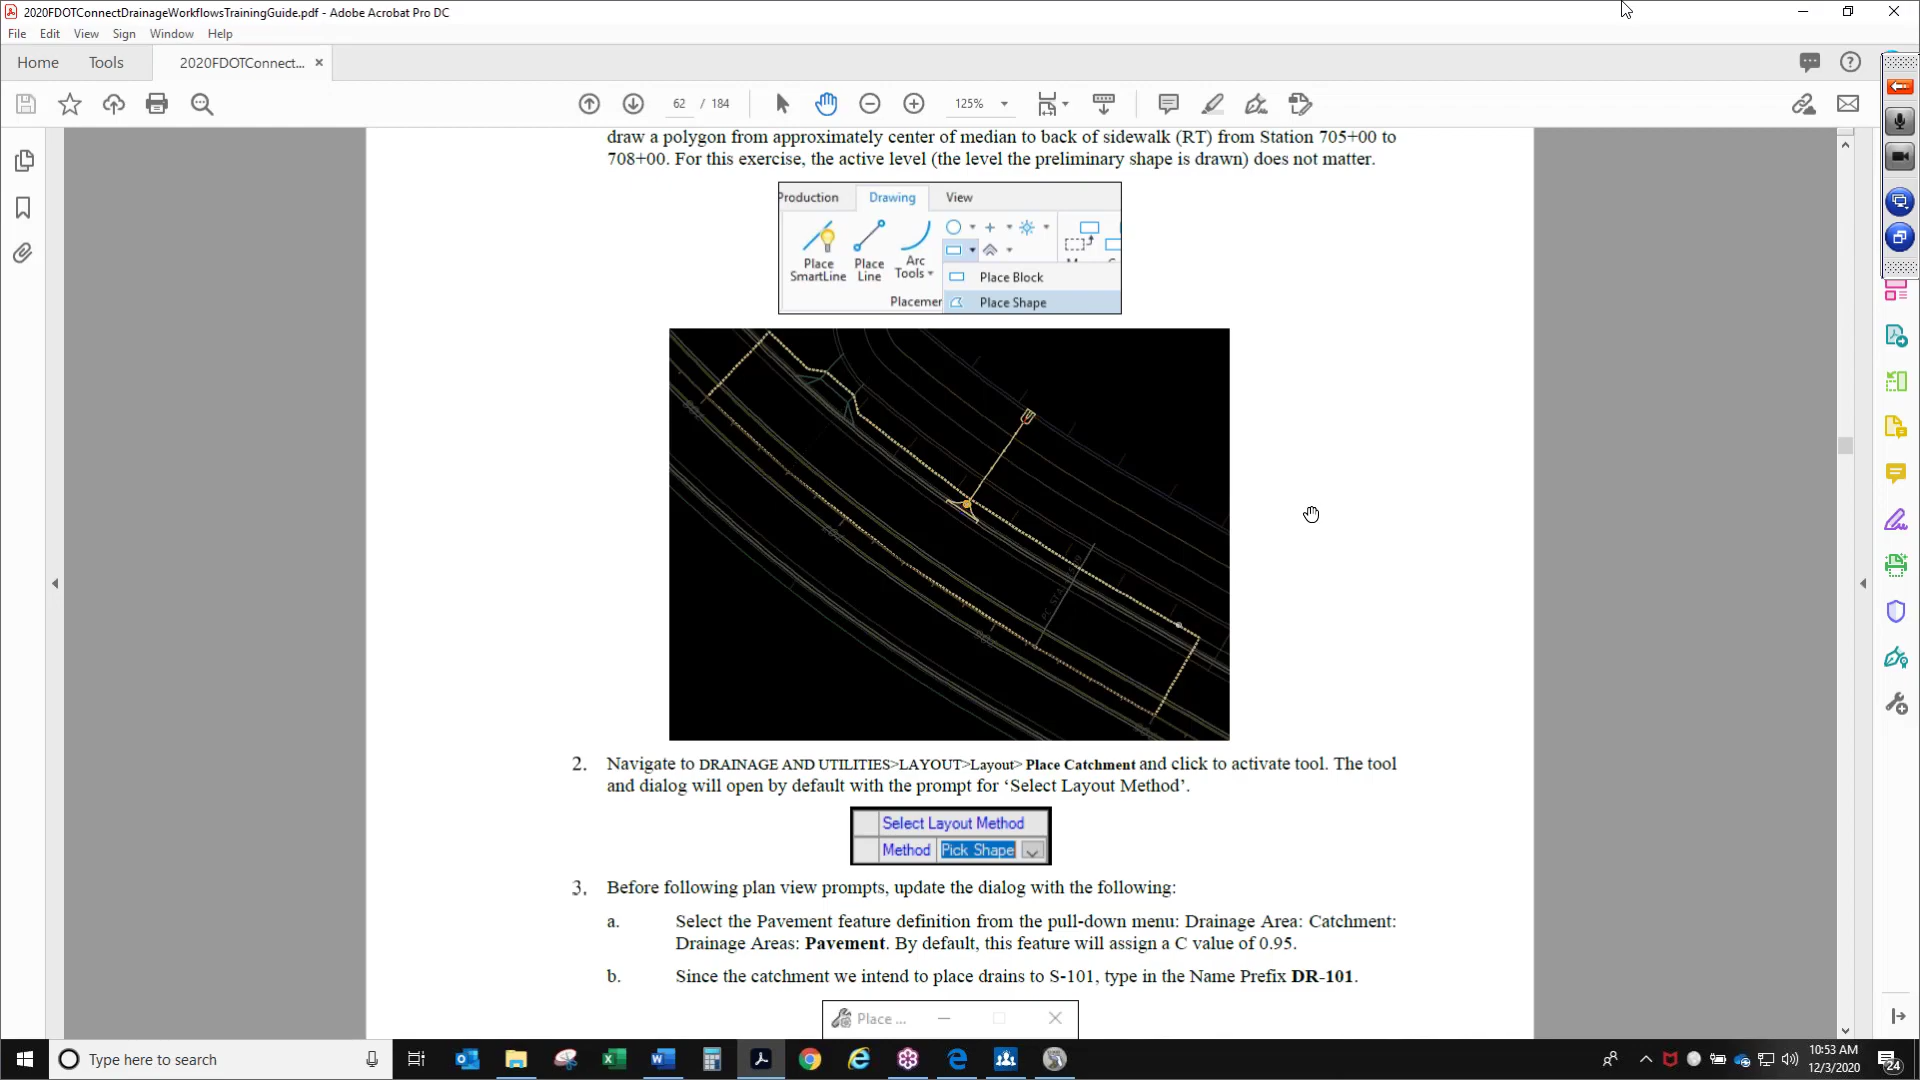 2020FDOTConnectDrainageWorkflowsTrainingGuide.pdf - Adobe Acrobat Pro DC
File Edit View Sign Window Help
Home Tools 2020FDOTConnect... ×
62 / 184 125%
draw a polygon from approximately center of median to back of sidewalk (RT) from Station 705+00 to
708+00. For this exercise, the active level (the level the preliminary shape is drawn) does not matter.
Production Drawing View
Place SmartLine
Place Line
Arc Tools
Place Block
Placemer Place Shape
2. Navigate to DRAINAGE AND UTILITIES>LAYOUT>Layout> Place Catchment and click to activate tool. The tool
and dialog will open by default with the prompt for ‘Select Layout Method’.
Select Layout Method
Method Pick Shape
3. Before following plan view prompts, update the dialog with the following:
a. Select the Pavement feature definition from the pull-down menu: Drainage Area: Catchment:
Drainage Areas: Pavement. By default, this feature will assign a C value of 0.95.
b. Since the catchment we intend to place drains to S-101, type in the Name Prefix DR-101.
Place ...
Type here to search
10:53 AM
12/3/2020
24